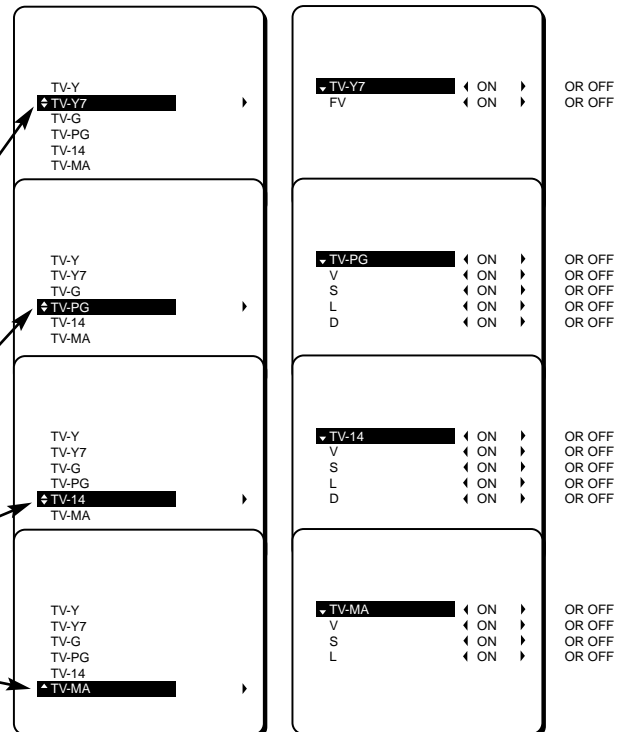 TV-Y
TV-Y7
TV-G
TV-PG
TV-14
TV-MA
TV-Y7 ON OR OFF
FV ON OR OFF
TV-Y
TV-Y7
TV-G
TV-PG
TV-14
TV-MA
TV-PG ON OR OFF
V ON OR OFF
S ON OR OFF
L ON OR OFF
D ON OR OFF
TV-Y
TV-Y7
TV-G
TV-PG
TV-14
TV-MA
TV-14 ON OR OFF
V ON OR OFF
S ON OR OFF
L ON OR OFF
D ON OR OFF
TV-Y
TV-Y7
TV-G
TV-PG
TV-14
TV-MA
TV-MA ON OR OFF
V ON OR OFF
S ON OR OFF
L ON OR OFF